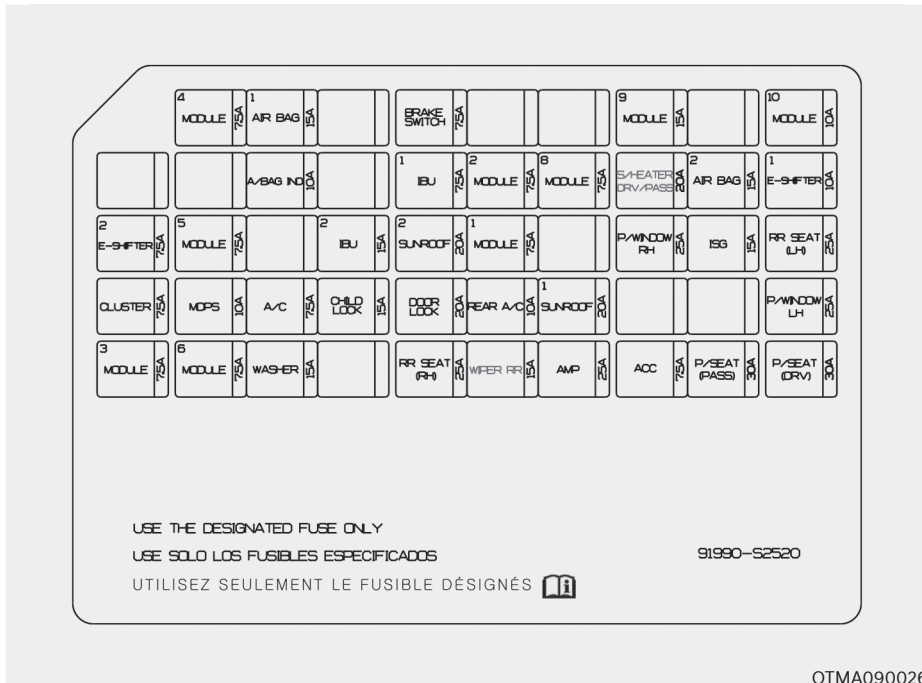 4 MODULE 7.5A 1 AIR BAG 15A BRAKE SWITCH 7.5A 9 MODULE 15A 10 MODULE 10A
A/BAG IND 10A 1 IBU 7.5A 2 MODULE 7.5A 8 MODULE 7.5A S/HEATER DRV/PASS 20A 2 AIR BAG 15A 1 E-SHIFTER 10A
2 E-SHIFTER 7.5A 5 MODULE 7.5A 2 IBU 15A 2 SUNROOF 20A 1 MODULE 7.5A P/WINDOW RH 25A ISG 15A RR SEAT (LH) 25A
CLUSTER 7.5A MDPS 10A A/C 7.5A CHILD LOCK 15A DOOR LOCK 20A REAR A/C 10A 1 SUNROOF 20A P/WINDOW LH 25A
3 MODULE 7.5A 6 MODULE 7.5A WASHER 15A RR SEAT (RH) 25A WIPER RR 15A AMP 25A ACC 7.5A P/SEAT (PASS) 30A P/SEAT (DRV) 30A
USE THE DESIGNATED FUSE ONLY
USE SOLO LOS FUSIBLES ESPECIFICADOS 91990-S2520
UTILISEZ SEULEMENT LE FUSIBLE DÉSIGNÉS
OTMA090026